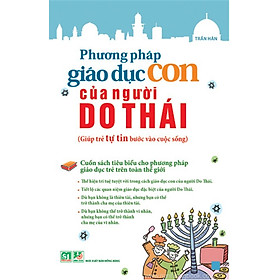 TRẦN HÂN
Phương pháp
giáo dục con
của người
DO THÁI
(Giúp trẻ tự tin bước vào cuộc sống)
Cuốn sách tiêu biểu cho phương pháp
giáo dục trẻ trên toàn thế giới
Thể hiện trí tuệ tuyệt vời trong cách giáo dục con của người Do Thái.
Tiết lộ các quan niệm giáo dục đặc biệt của người Do Thái.
Dù bạn không là thiên tài, nhưng bạn có thể
trở thành cha mẹ của thiên tài.
Dù bạn không thể trở thành vĩ nhân,
nhưng bạn có thể trở thành
cha mẹ của vĩ nhân.